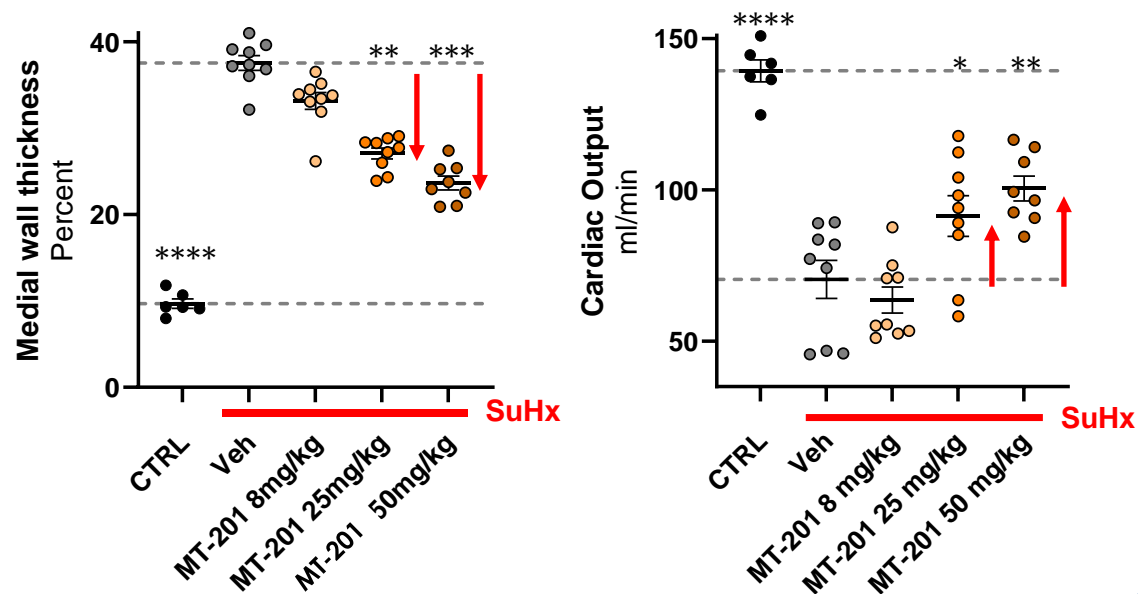 Medial wall thickness
Percent
40
20
0
****
**
***
SuHx
CTRL
Veh
MT-201 8mg/kg
MT-201 25mg/kg
MT-201 50mg/kg
Cardiac Output
ml/min
150
100
50
****
*
**
SuHx
CTRL
Veh
MT-201 8 mg/kg
MT-201 25 mg/kg
MT-201 50 mg/kg